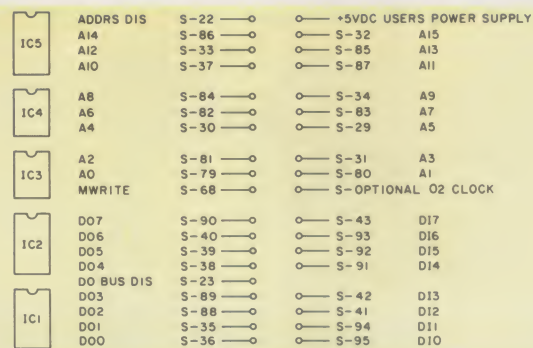 IC5
ADDRS DIS S-22 +5VDC USERS POWER SUPPLY
A14 S-86 S-32 A15
A12 S-33 S-85 A13
A10 S-37 S-87 A11
IC4
A8 S-84 S-34 A9
A6 S-82 S-83 A7
A4 S-30 S-29 A5
IC3
A2 S-81 S-31 A3
A0 S-79 S-80 A1
MWRITE S-68 S-OPTIONAL 02 CLOCK
IC2
DO7 S-90 S-43 DI7
DO6 S-40 S-93 DI6
DO5 S-39 S-92 DI5
DO4 S-38 S-91 DI4
DO BUS DIS S-23
IC1
DO3 S-89 S-42 DI3
DO2 S-88 S-41 DI2
DO1 S-35 S-94 DI1
DO0 S-36 S-95 DI0